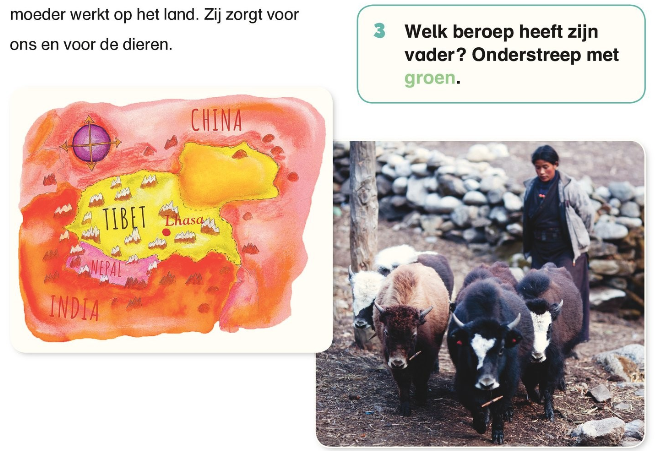 moeder werkt op het land. Zij zorgt voor
ons en voor de dieren.
3 Welk beroep heeft zijn
vader? Onderstreep met
groen.
CHINA
TIBET
Lhasa
NEPAL
INDIA